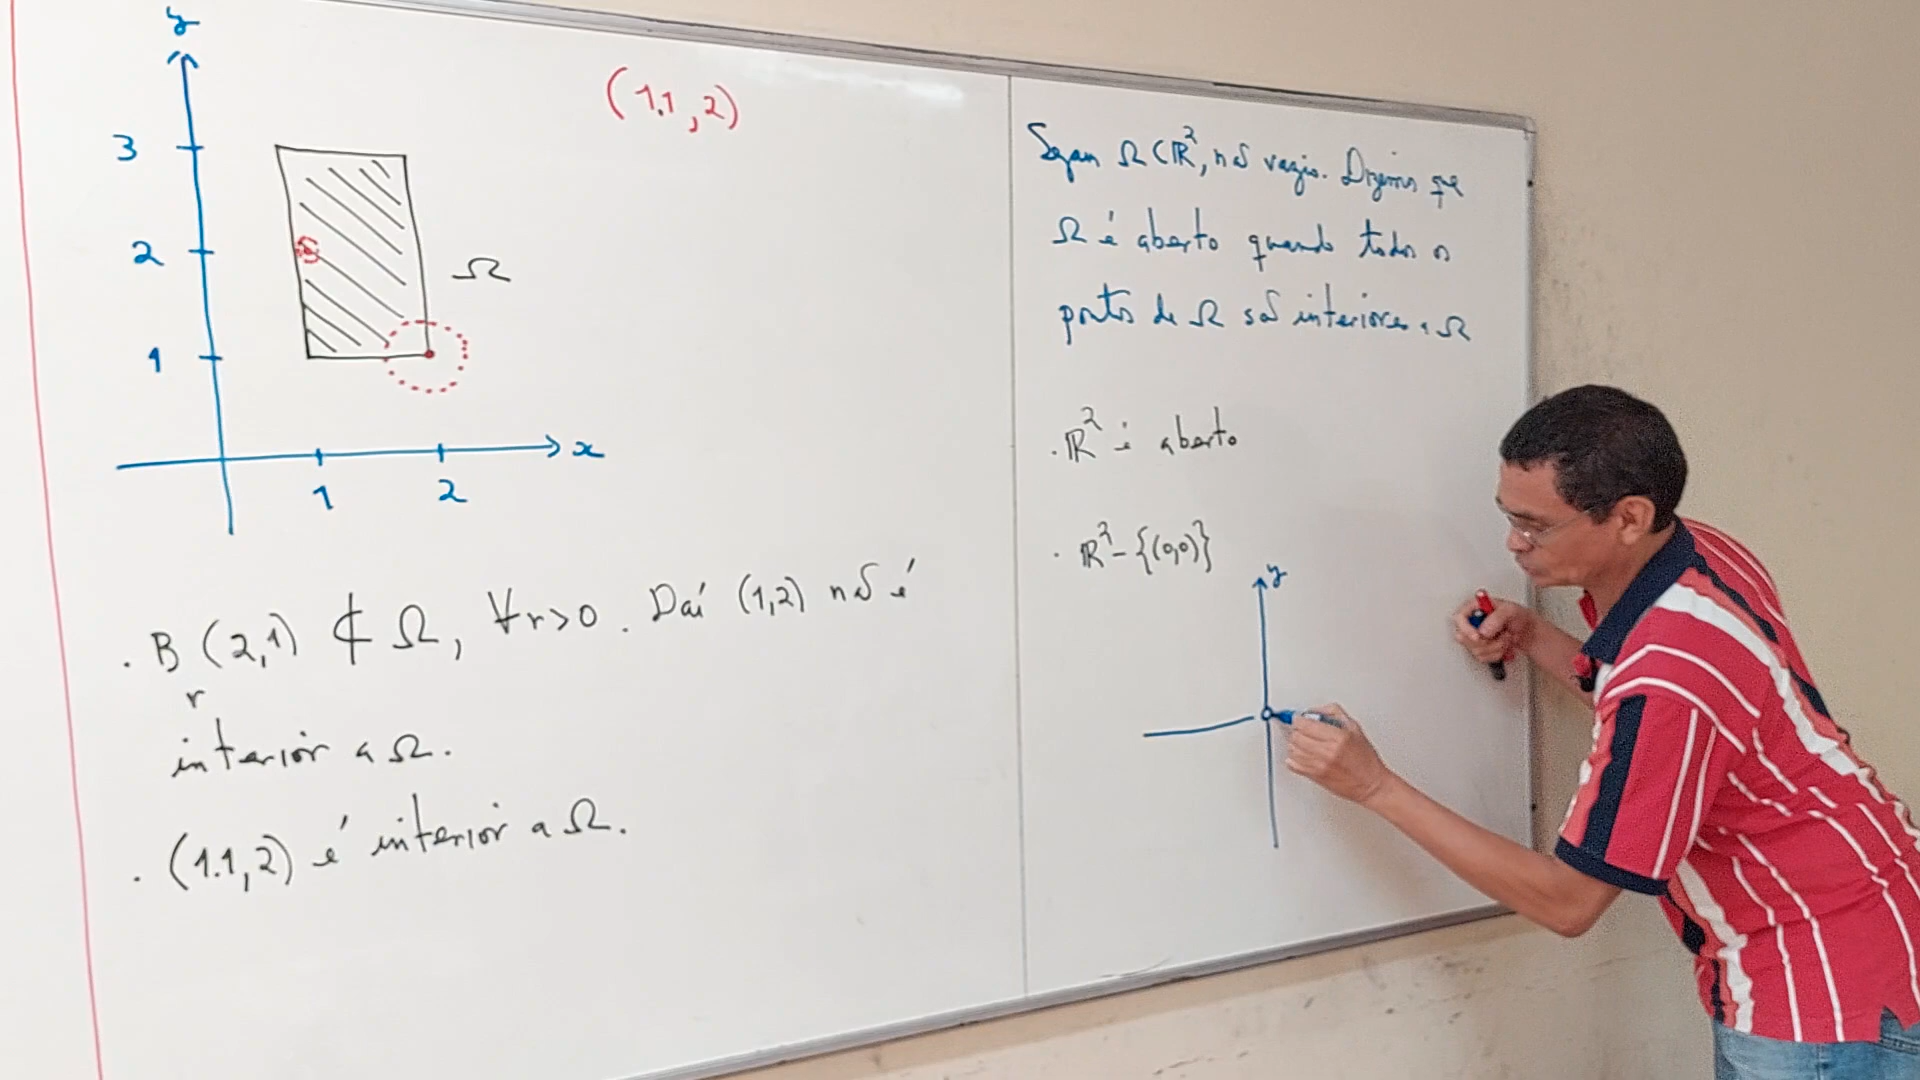 y
3
2
1
1
2
x
Ω
(1.1,2)
. B_r(2,1) ⊄ Ω, ∀r>0. Daí (1,2) não é
interior a Ω.
. (1.1,2) é interior a Ω.
Sejam Ω⊂ℝ², não vazio. Dizemos que
Ω é aberto quando todos os
pontos de Ω são interiores a Ω
. ℝ² é aberto
. ℝ²-{(0,0)}
y